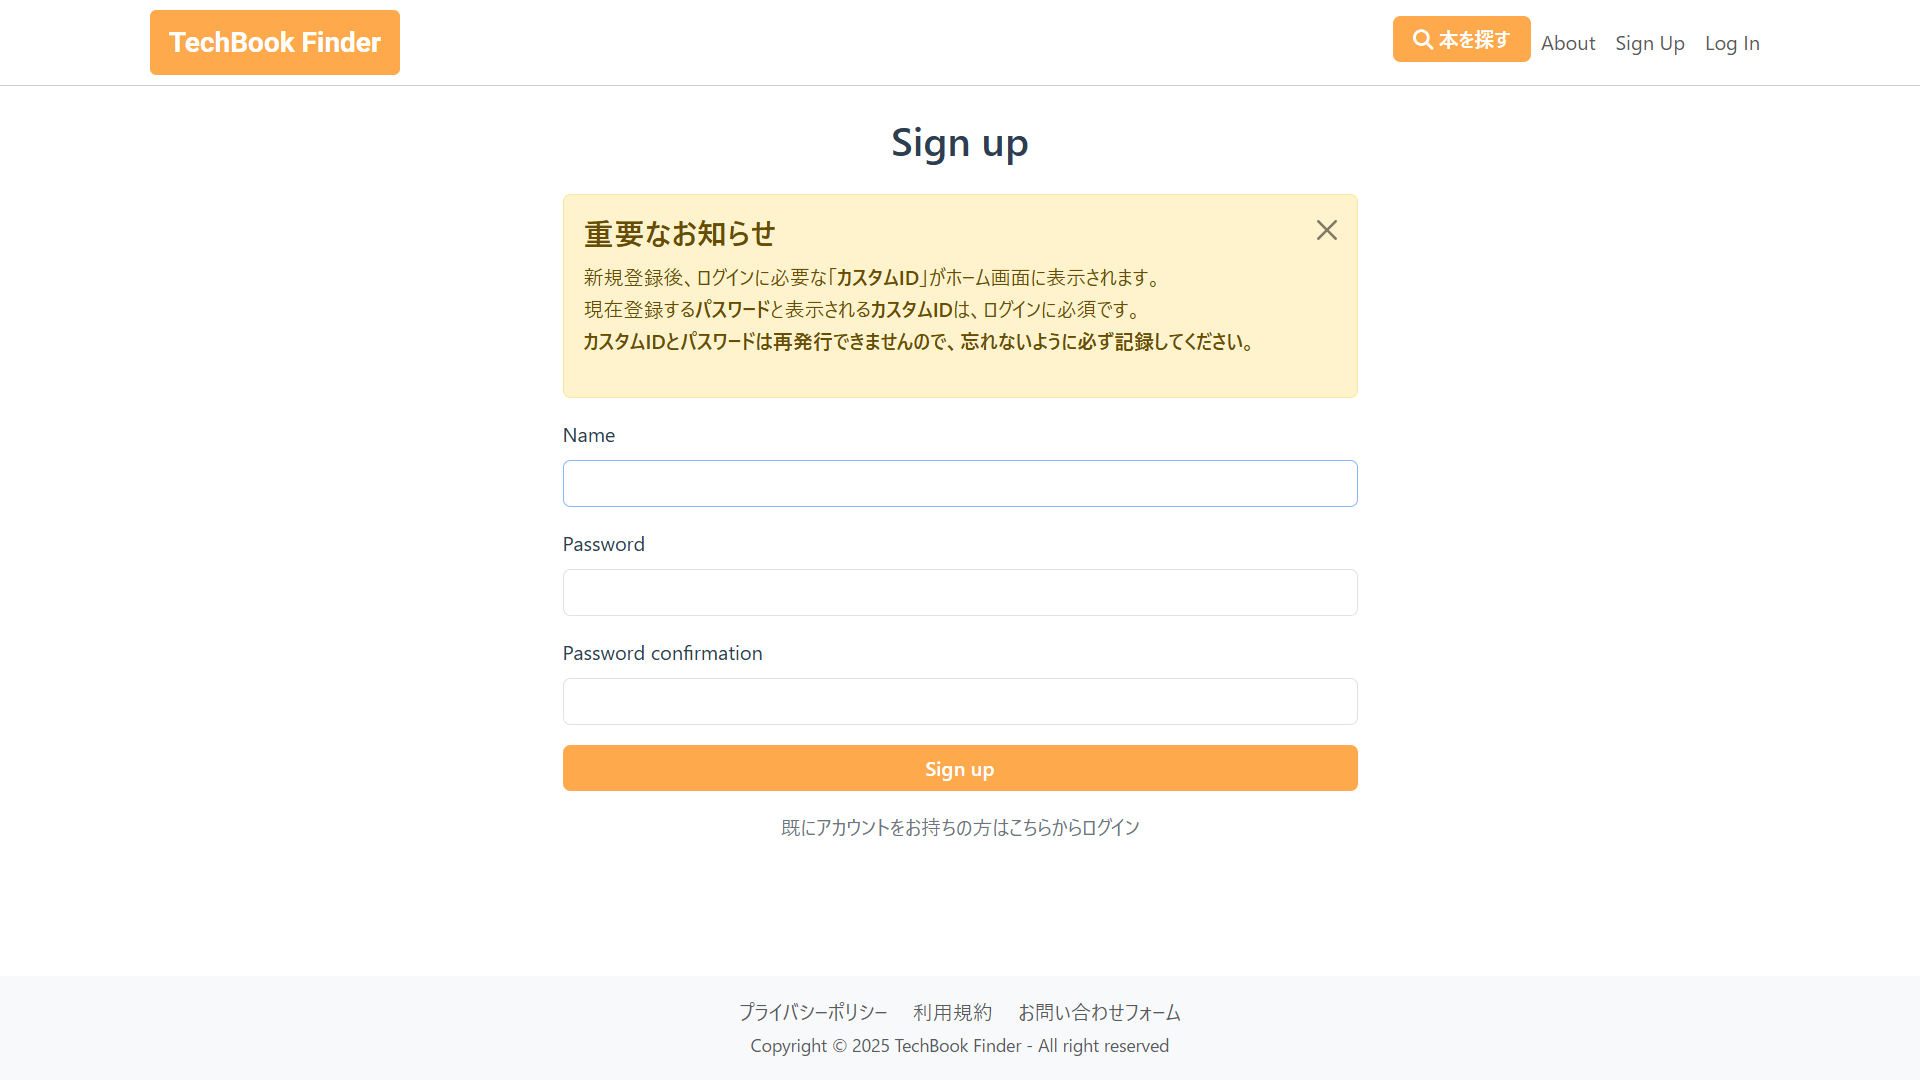 TechBook Finder
本を探す About Sign Up Log In
Sign up
重要なお知らせ
新規登録後、ログインに必要な「カスタムID」がホーム画面に表示されます。
現在登録するパスワードと表示されるカスタムIDは、ログインに必須です。
カスタムIDとパスワードは再発行できませんので、忘れないように必ず記録してください。
Name
Password
Password confirmation
Sign up
既にアカウントをお持ちの方はこちらからログイン
プライバシーポリシー 利用規約 お問い合わせフォーム
Copyright © 2025 TechBook Finder - All right reserved